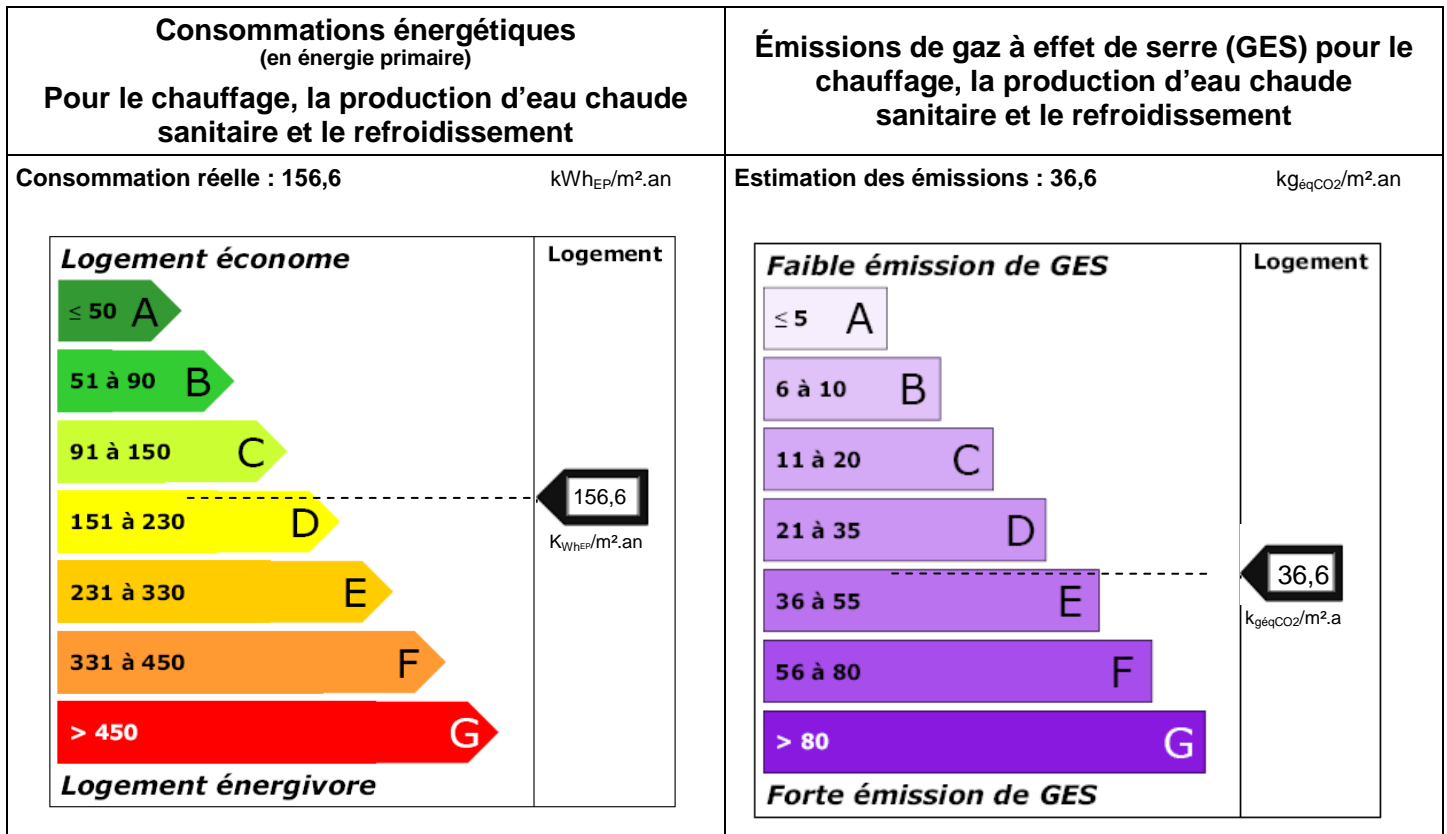 Consommations énergétiques
(en énergie primaire)
Pour le chauffage, la production d'eau chaude
sanitaire et le refroidissement
Émissions de gaz à effet de serre (GES) pour le
chauffage, la production d'eau chaude
sanitaire et le refroidissement
Consommation réelle : 156,6 kWhEP/m².an
Estimation des émissions : 36,6 kgéqCO2/m².an
Logement économe
Logement
≤ 50 A
51 à 90 B
91 à 150 C
151 à 230 D
231 à 330 E
331 à 450 F
> 450 G
Logement énergivore
156,6
KWhEP/m².an
Faible émission de GES
Logement
≤ 5 A
6 à 10 B
11 à 20 C
21 à 35 D
36 à 55 E
56 à 80 F
> 80 G
Forte émission de GES
36,6
kgéqCO2/m².a